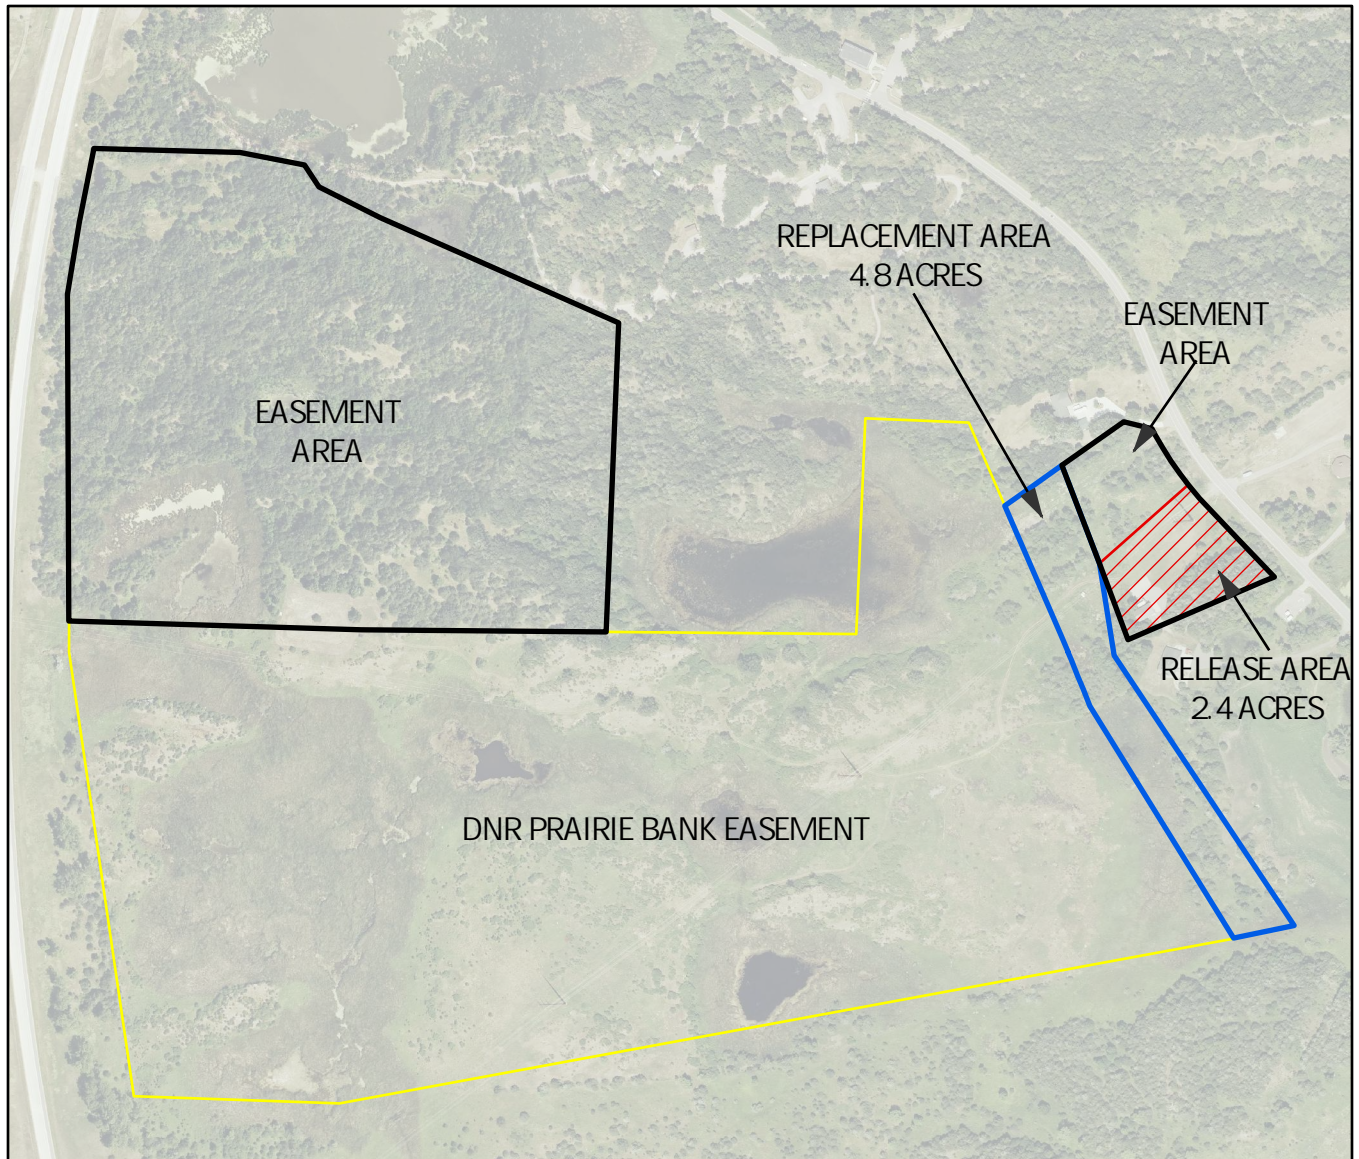 REPLACEMENT AREA
4.8 ACRES
EASEMENT
AREA
EASEMENT
AREA
RELEASE AREA
2.4 ACRES
DNR PRAIRIE BANK EASEMENT